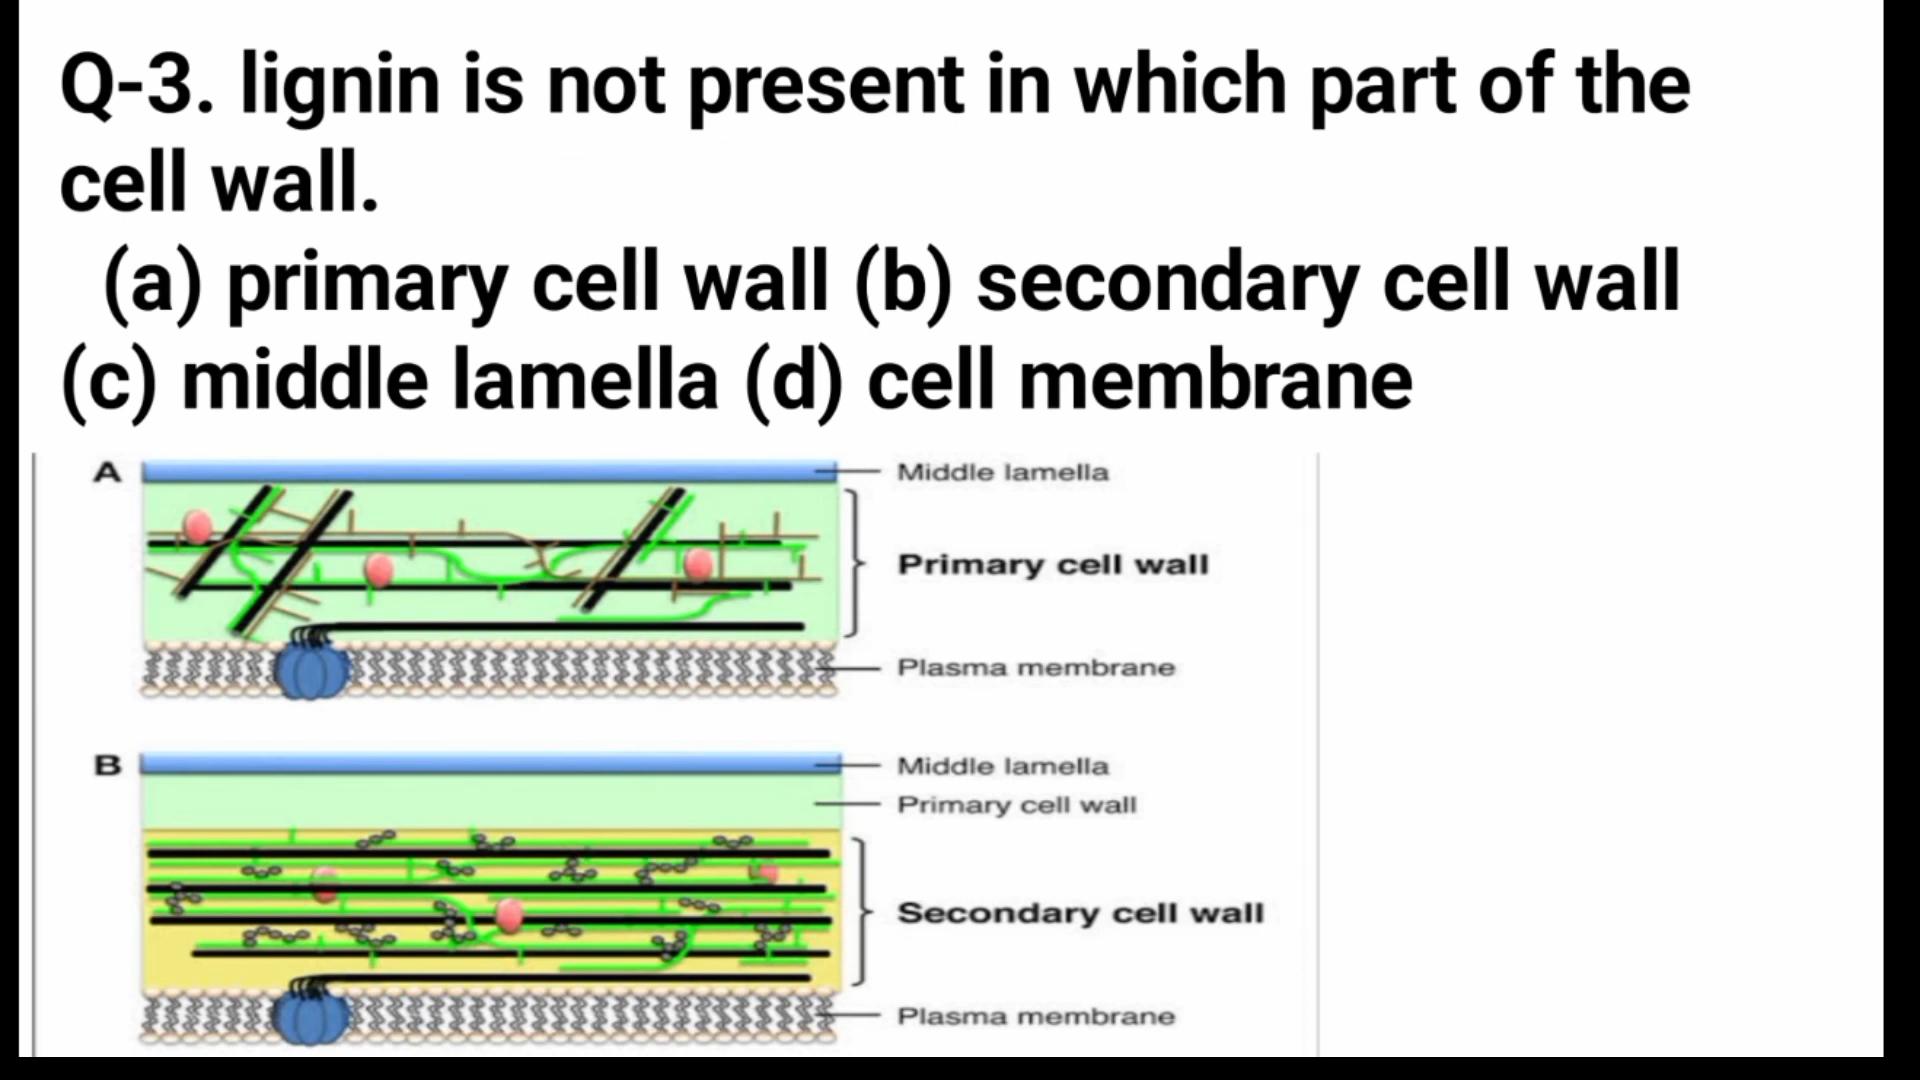 Q-3. lignin is not present in which part of the
cell wall.
(a) primary cell wall (b) secondary cell wall
(c) middle lamella (d) cell membrane
A
Middle lamella
Primary cell wall
Plasma membrane
B
Middle lamella
Primary cell wall
Secondary cell wall
Plasma membrane